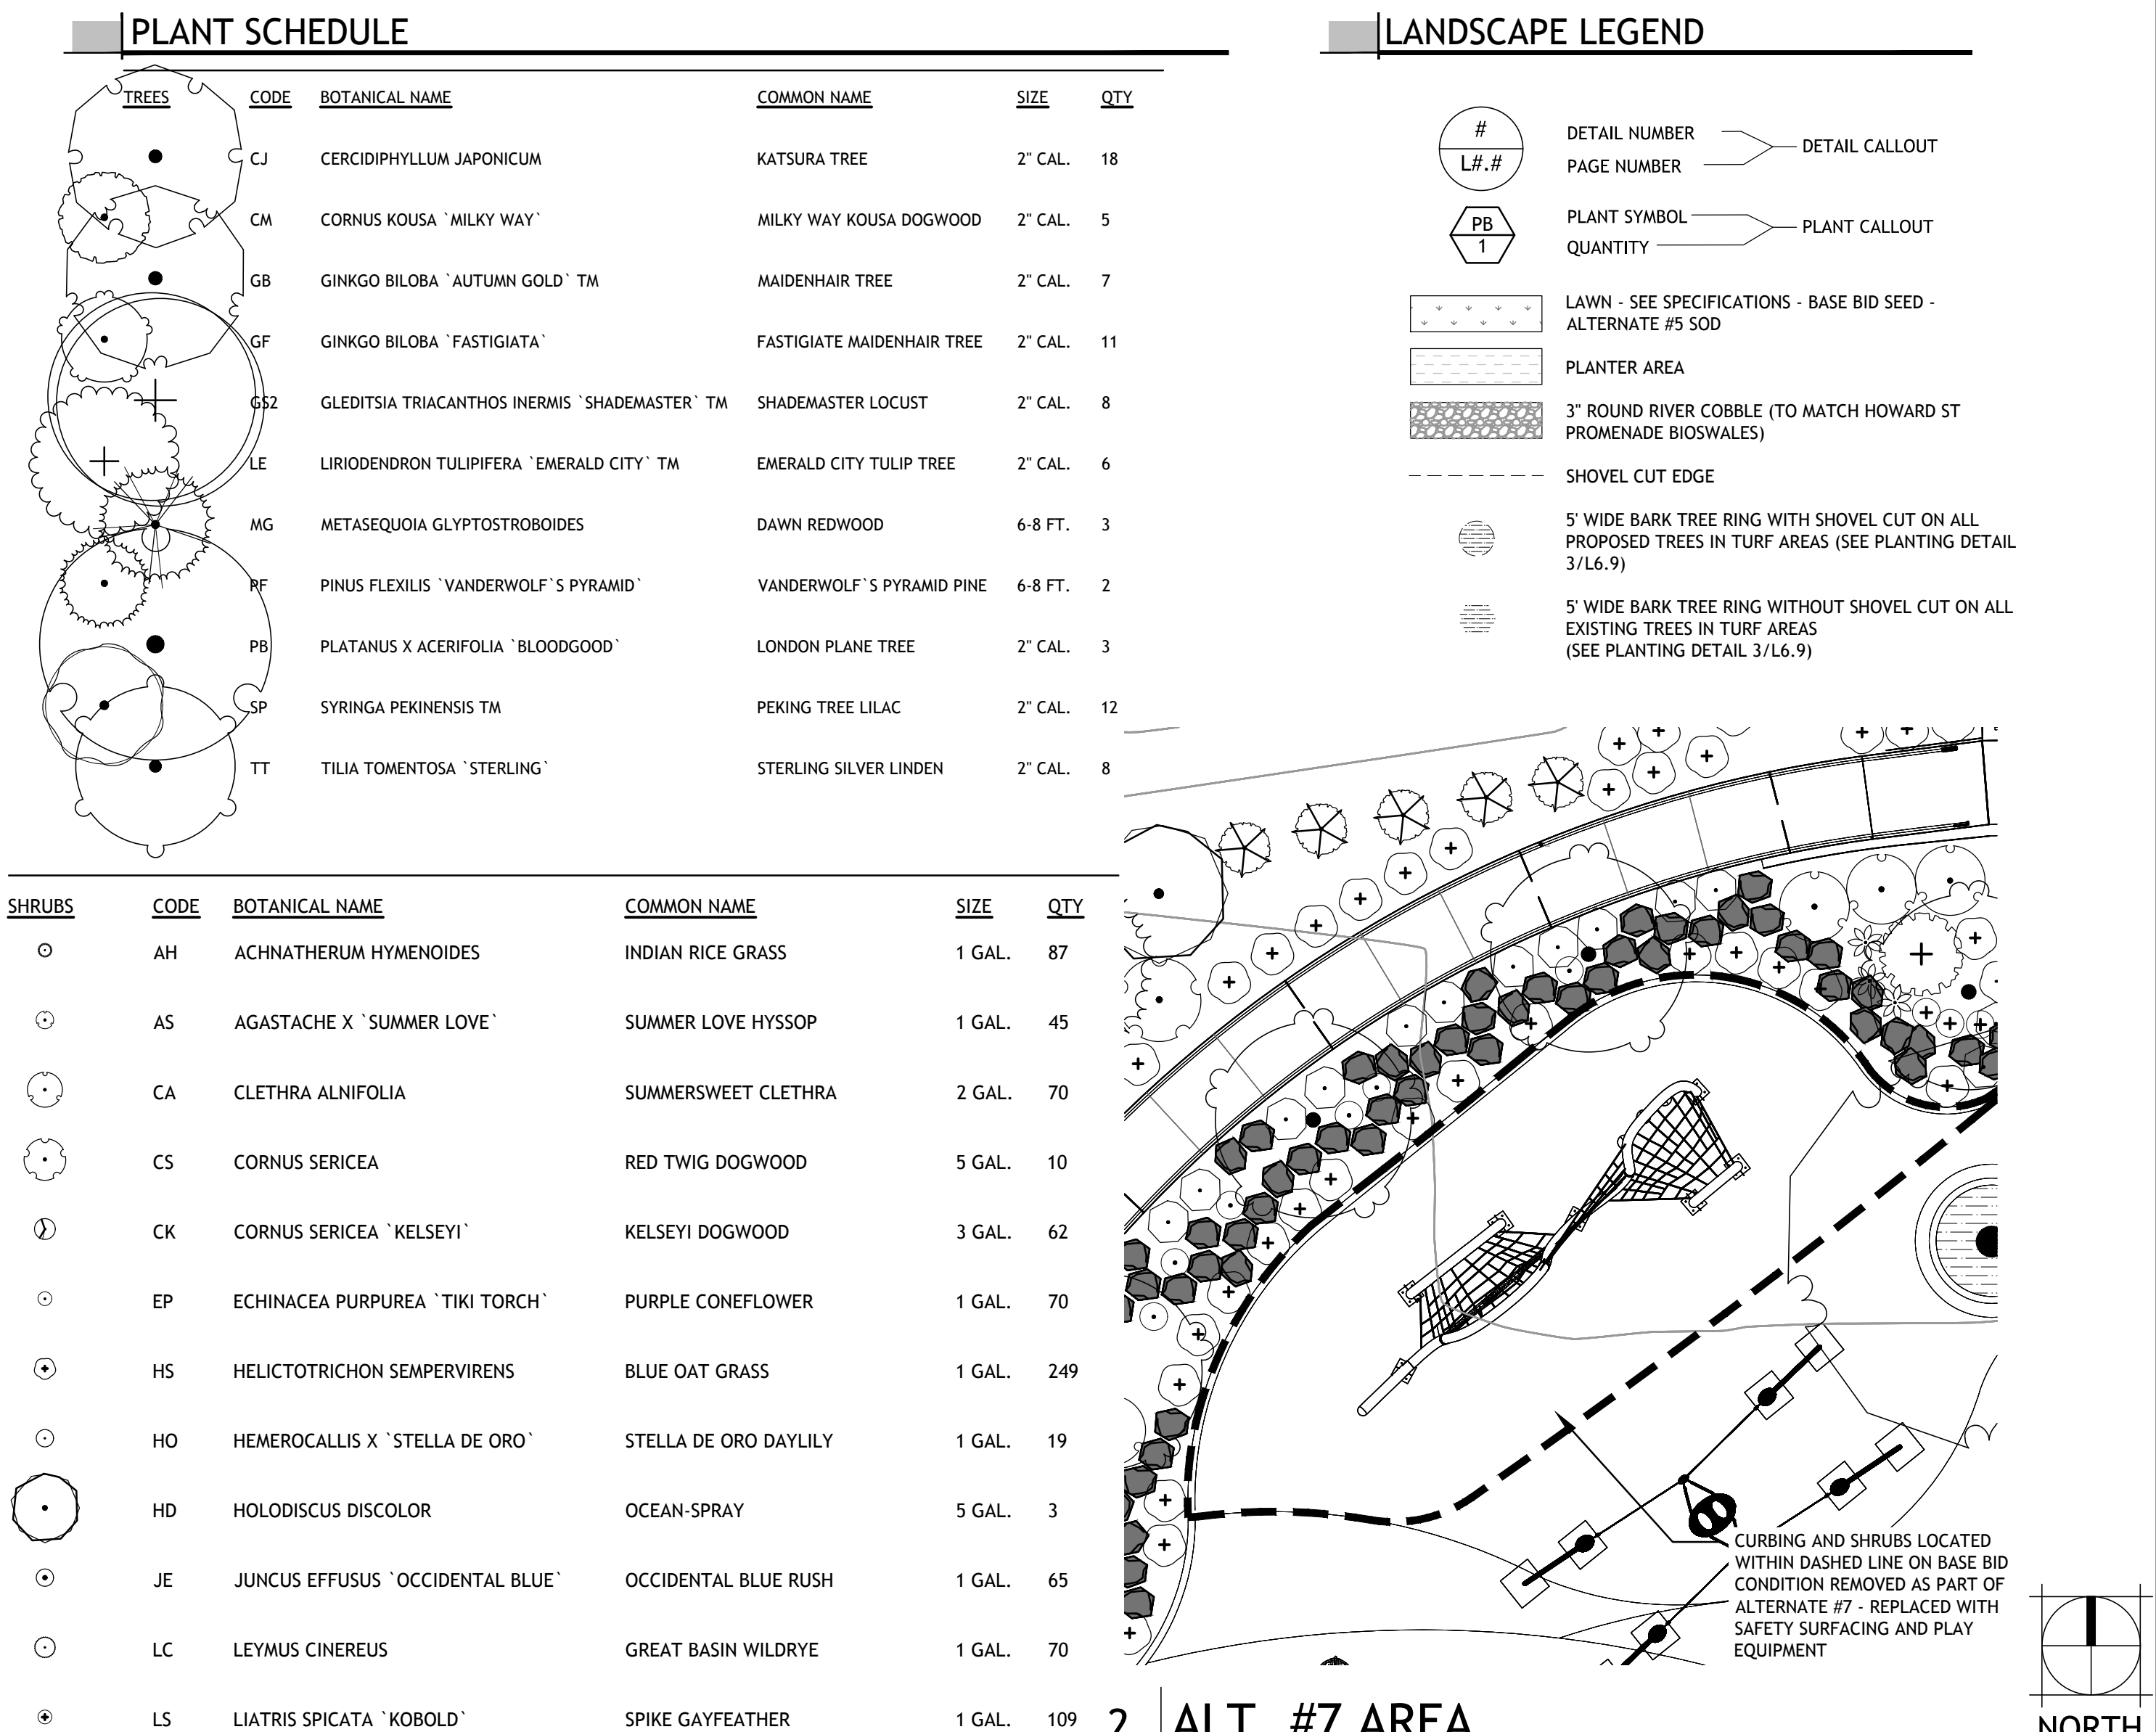 PLANT SCHEDULE
TREES CODE BOTANICAL NAME COMMON NAME SIZE QTY
CJ CERCIDIPHYLLUM JAPONICUM KATSURA TREE 2" CAL. 18
CM CORNUS KOUSA `MILKY WAY` MILKY WAY KOUSA DOGWOOD 2" CAL. 5
GB GINKGO BILOBA `AUTUMN GOLD` TM MAIDENHAIR TREE 2" CAL. 7
GF GINKGO BILOBA `FASTIGIATA` FASTIGIATE MAIDENHAIR TREE 2" CAL. 11
GS2 GLEDITSIA TRIACANTHOS INERMIS `SHADEMASTER` TM SHADEMASTER LOCUST 2" CAL. 8
LE LIRIODENDRON TULIPIFERA `EMERALD CITY` TM EMERALD CITY TULIP TREE 2" CAL. 6
MG METASEQUOIA GLYPTOSTROBOIDES DAWN REDWOOD 6-8 FT. 3
PF PINUS FLEXILIS `VANDERWOLF`S PYRAMID` VANDERWOLF`S PYRAMID PINE 6-8 FT. 2
PB PLATANUS X ACERIFOLIA `BLOODGOOD` LONDON PLANE TREE 2" CAL. 3
SP SYRINGA PEKINENSIS TM PEKING TREE LILAC 2" CAL. 12
TT TILIA TOMENTOSA `STERLING` STERLING SILVER LINDEN 2" CAL. 8
SHRUBS CODE BOTANICAL NAME COMMON NAME SIZE QTY
AH ACHNATHERUM HYMENOIDES INDIAN RICE GRASS 1 GAL. 87
AS AGASTACHE X `SUMMER LOVE` SUMMER LOVE HYSSOP 1 GAL. 45
CA CLETHRA ALNIFOLIA SUMMERSWEET CLETHRA 2 GAL. 70
CS CORNUS SERICEA RED TWIG DOGWOOD 5 GAL. 10
CK CORNUS SERICEA `KELSEYI` KELSEYI DOGWOOD 3 GAL. 62
EP ECHINACEA PURPUREA `TIKI TORCH` PURPLE CONEFLOWER 1 GAL. 70
HS HELICTOTRICHON SEMPERVIRENS BLUE OAT GRASS 1 GAL. 249
HO HEMEROCALLIS X `STELLA DE ORO` STELLA DE ORO DAYLILY 1 GAL. 19
HD HOLODISCUS DISCOLOR OCEAN-SPRAY 5 GAL. 3
JE JUNCUS EFFUSUS `OCCIDENTAL BLUE` OCCIDENTAL BLUE RUSH 1 GAL. 65
LC LEYMUS CINEREUS GREAT BASIN WILDRYE 1 GAL. 70
LS LIATRIS SPICATA `KOBOLD` SPIKE GAYFEATHER 1 GAL. 109
LANDSCAPE LEGEND
#
L#.#
DETAIL NUMBER
PAGE NUMBER
DETAIL CALLOUT
PB
1
PLANT SYMBOL
QUANTITY
PLANT CALLOUT
LAWN - SEE SPECIFICATIONS - BASE BID SEED -
ALTERNATE #5 SOD
PLANTER AREA
3" ROUND RIVER COBBLE (TO MATCH HOWARD ST
PROMENADE BIOSWALES)
SHOVEL CUT EDGE
5' WIDE BARK TREE RING WITH SHOVEL CUT ON ALL
PROPOSED TREES IN TURF AREAS (SEE PLANTING DETAIL
3/L6.9)
5' WIDE BARK TREE RING WITHOUT SHOVEL CUT ON ALL
EXISTING TREES IN TURF AREAS
(SEE PLANTING DETAIL 3/L6.9)
CURBING AND SHRUBS LOCATED
WITHIN DASHED LINE ON BASE BID
CONDITION REMOVED AS PART OF
ALTERNATE #7 - REPLACED WITH
SAFETY SURFACING AND PLAY
EQUIPMENT
2 ALT. #7 AREA
NORTH